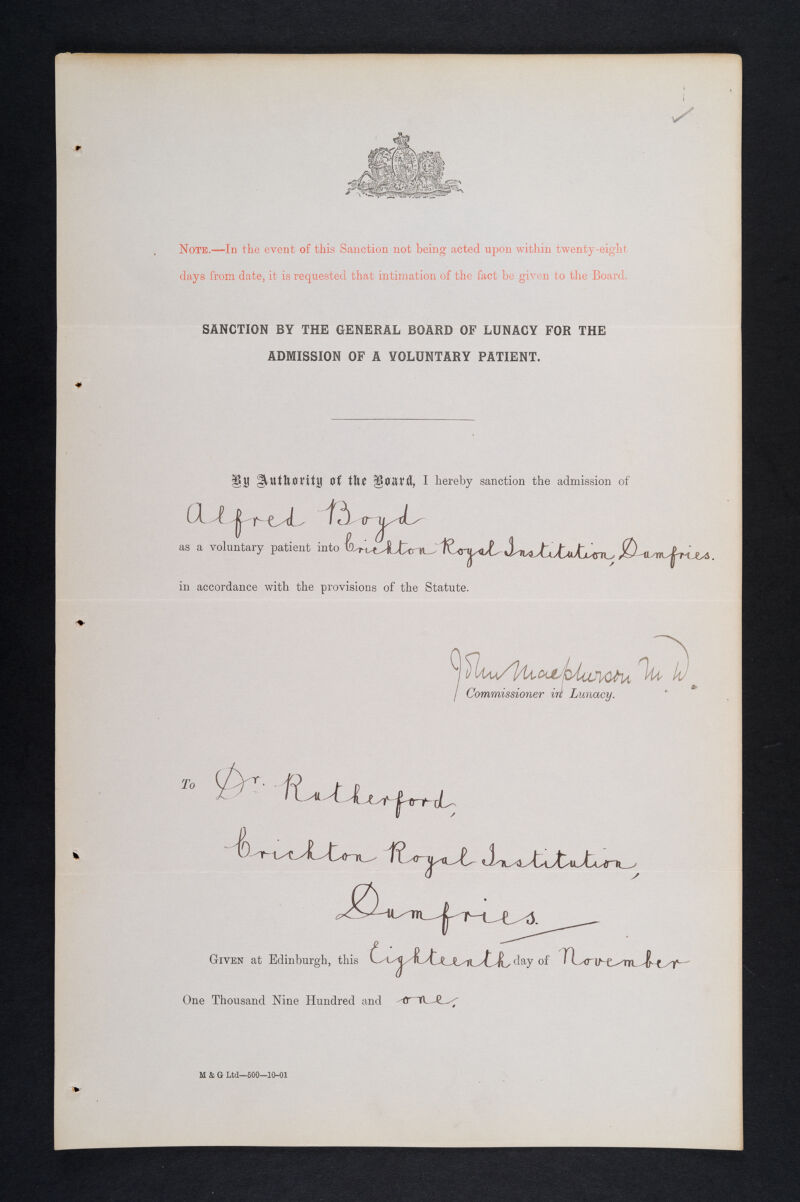 NOTE.—In the event of this Sanction not being acted upon within twenty-eight
days from date, it is requested that intimation of the fact be given to the Board.
SANCTION BY THE GENERAL BOARD OF LUNACY FOR THE
ADMISSION OF A VOLUNTARY PATIENT.
By Authority of the Board, I hereby sanction the admission of
Alfred Boyd
as a voluntary patient into Crichton Royal Institution, Dumfries.
in accordance with the provisions of the Statute.
John Macpherson M D.
Commissioner in Lunacy.
To Dr. Rutherford,
Crichton Royal Institution,
Dumfries.
GIVEN at Edinburgh, this Eighteenth day of November
One Thousand Nine Hundred and one.
M & G Ltd—500—10-01